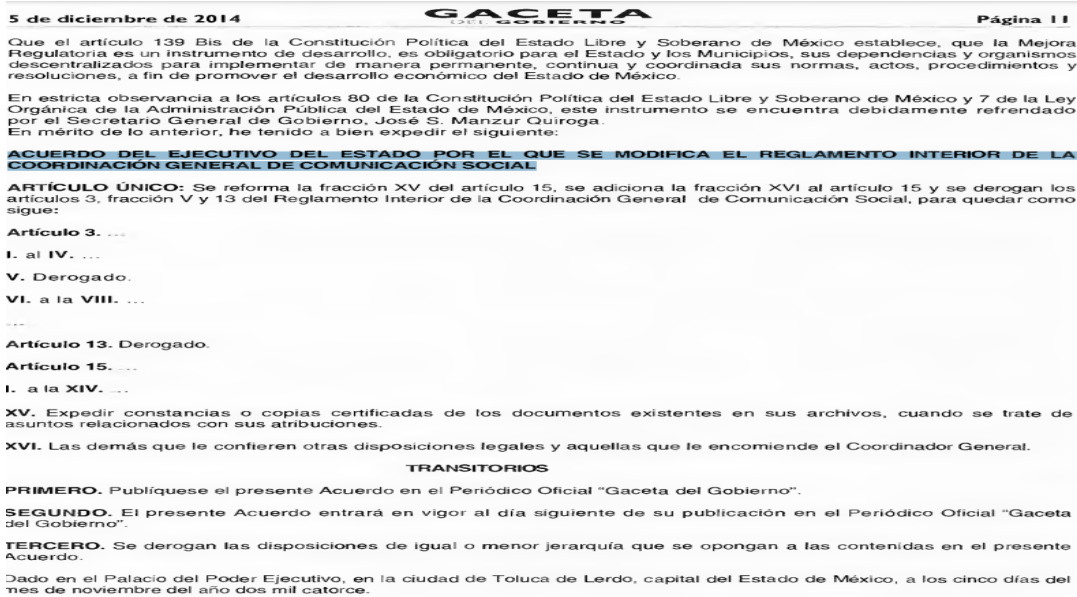 5 de diciembre de 2014
GACETA
DEL GOBIERNO
Página 11
Que el artículo 139 Bis de la Constitución Política del Estado Libre y Soberano de México establece, que la Mejora
Regulatoria es un instrumento de desarrollo, es obligatorio para el Estado y los Municipios, sus dependencias y organismos
descentralizados para implementar de manera permanente, continua y coordinada sus normas, actos, procedimientos y
resoluciones, a fin de promover el desarrollo económico del Estado de México.
En estricta observancia a los artículos 80 de la Constitución Política del Estado Libre y Soberano de México y 7 de la Ley
Orgánica de la Administración Pública del Estado de México, este instrumento se encuentra debidamente refrendado
por el Secretario General de Gobierno, José S. Manzur Quiroga.
En mérito de lo anterior, he tenido a bien expedir el siguiente:
ACUERDO DEL EJECUTIVO DEL ESTADO POR EL QUE SE MODIFICA EL REGLAMENTO INTERIOR DE LA
COORDINACIÓN GENERAL DE COMUNICACIÓN SOCIAL
ARTÍCULO ÚNICO: Se reforma la fracción XV del artículo 15, se adiciona la fracción XVI al artículo 15 y se derogan los
artículos 3, fracción V y 13 del Reglamento Interior de la Coordinación General de Comunicación Social, para quedar como
sigue:
Artículo 3. ...
I. al IV. ...
V. Derogado.
VI. a la VIII. ...
...
Artículo 13. Derogado.
Artículo 15. ...
I. a la XIV. ...
XV. Expedir constancias o copias certificadas de los documentos existentes en sus archivos, cuando se trate de
asuntos relacionados con sus atribuciones.
XVI. Las demás que le confieren otras disposiciones legales y aquellas que le encomiende el Coordinador General.
TRANSITORIOS
PRIMERO. Publíquese el presente Acuerdo en el Periódico Oficial "Gaceta del Gobierno".
SEGUNDO. El presente Acuerdo entrará en vigor al día siguiente de su publicación en el Periódico Oficial "Gaceta
del Gobierno".
TERCERO. Se derogan las disposiciones de igual o menor jerarquía que se opongan a las contenidas en el presente
Acuerdo.
Dado en el Palacio del Poder Ejecutivo, en la ciudad de Toluca de Lerdo, capital del Estado de México, a los cinco días del
mes de noviembre del año dos mil catorce.